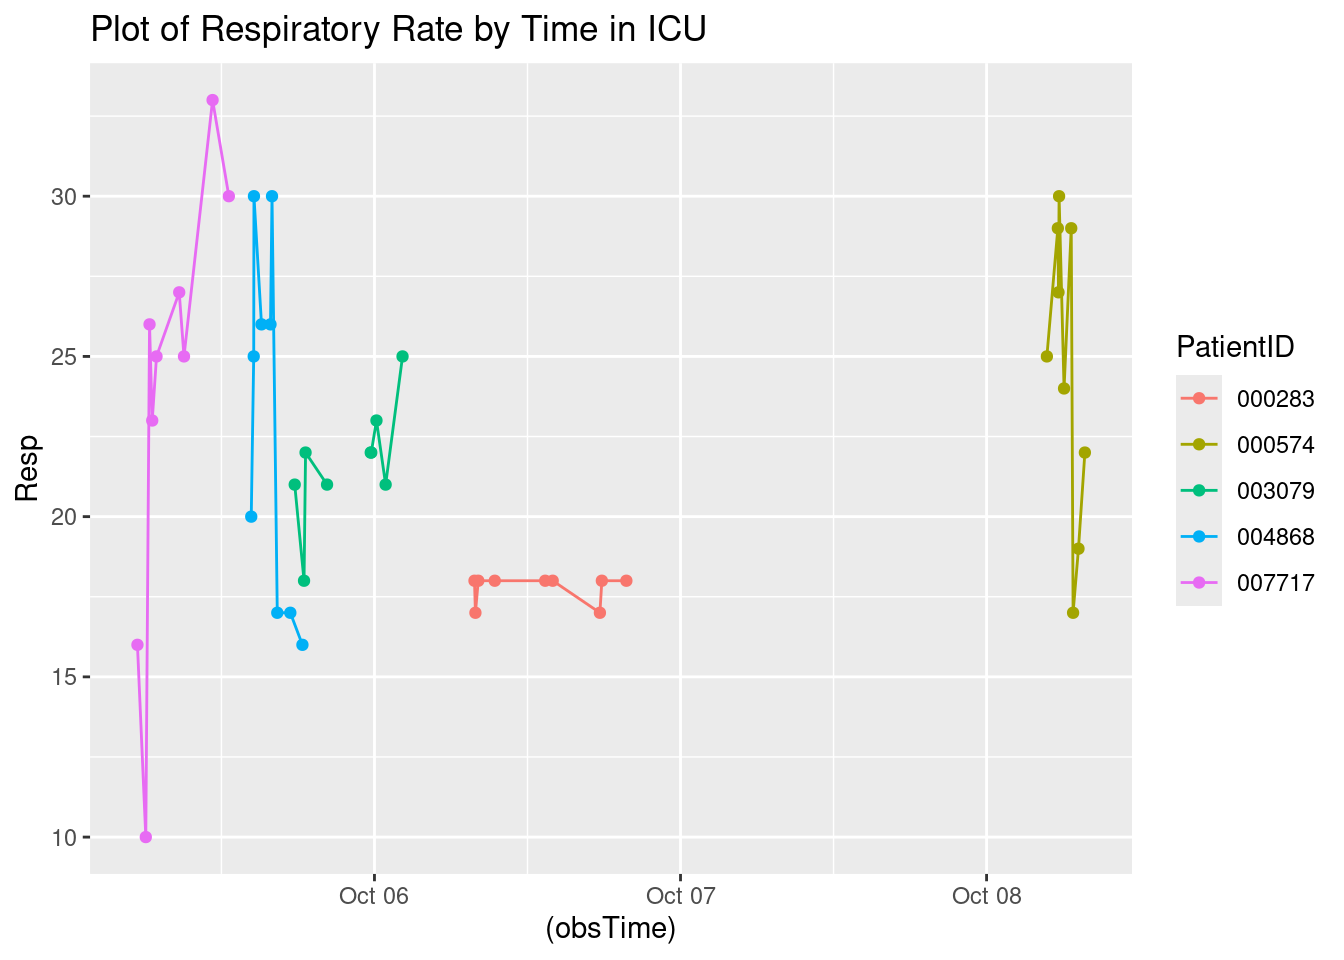 Plot of Respiratory Rate by Time in ICU
30
25
20
15
10
Resp
Oct 06
Oct 07
Oct 08
(obsTime)
PatientID
000283
000574
003079
004868
007717